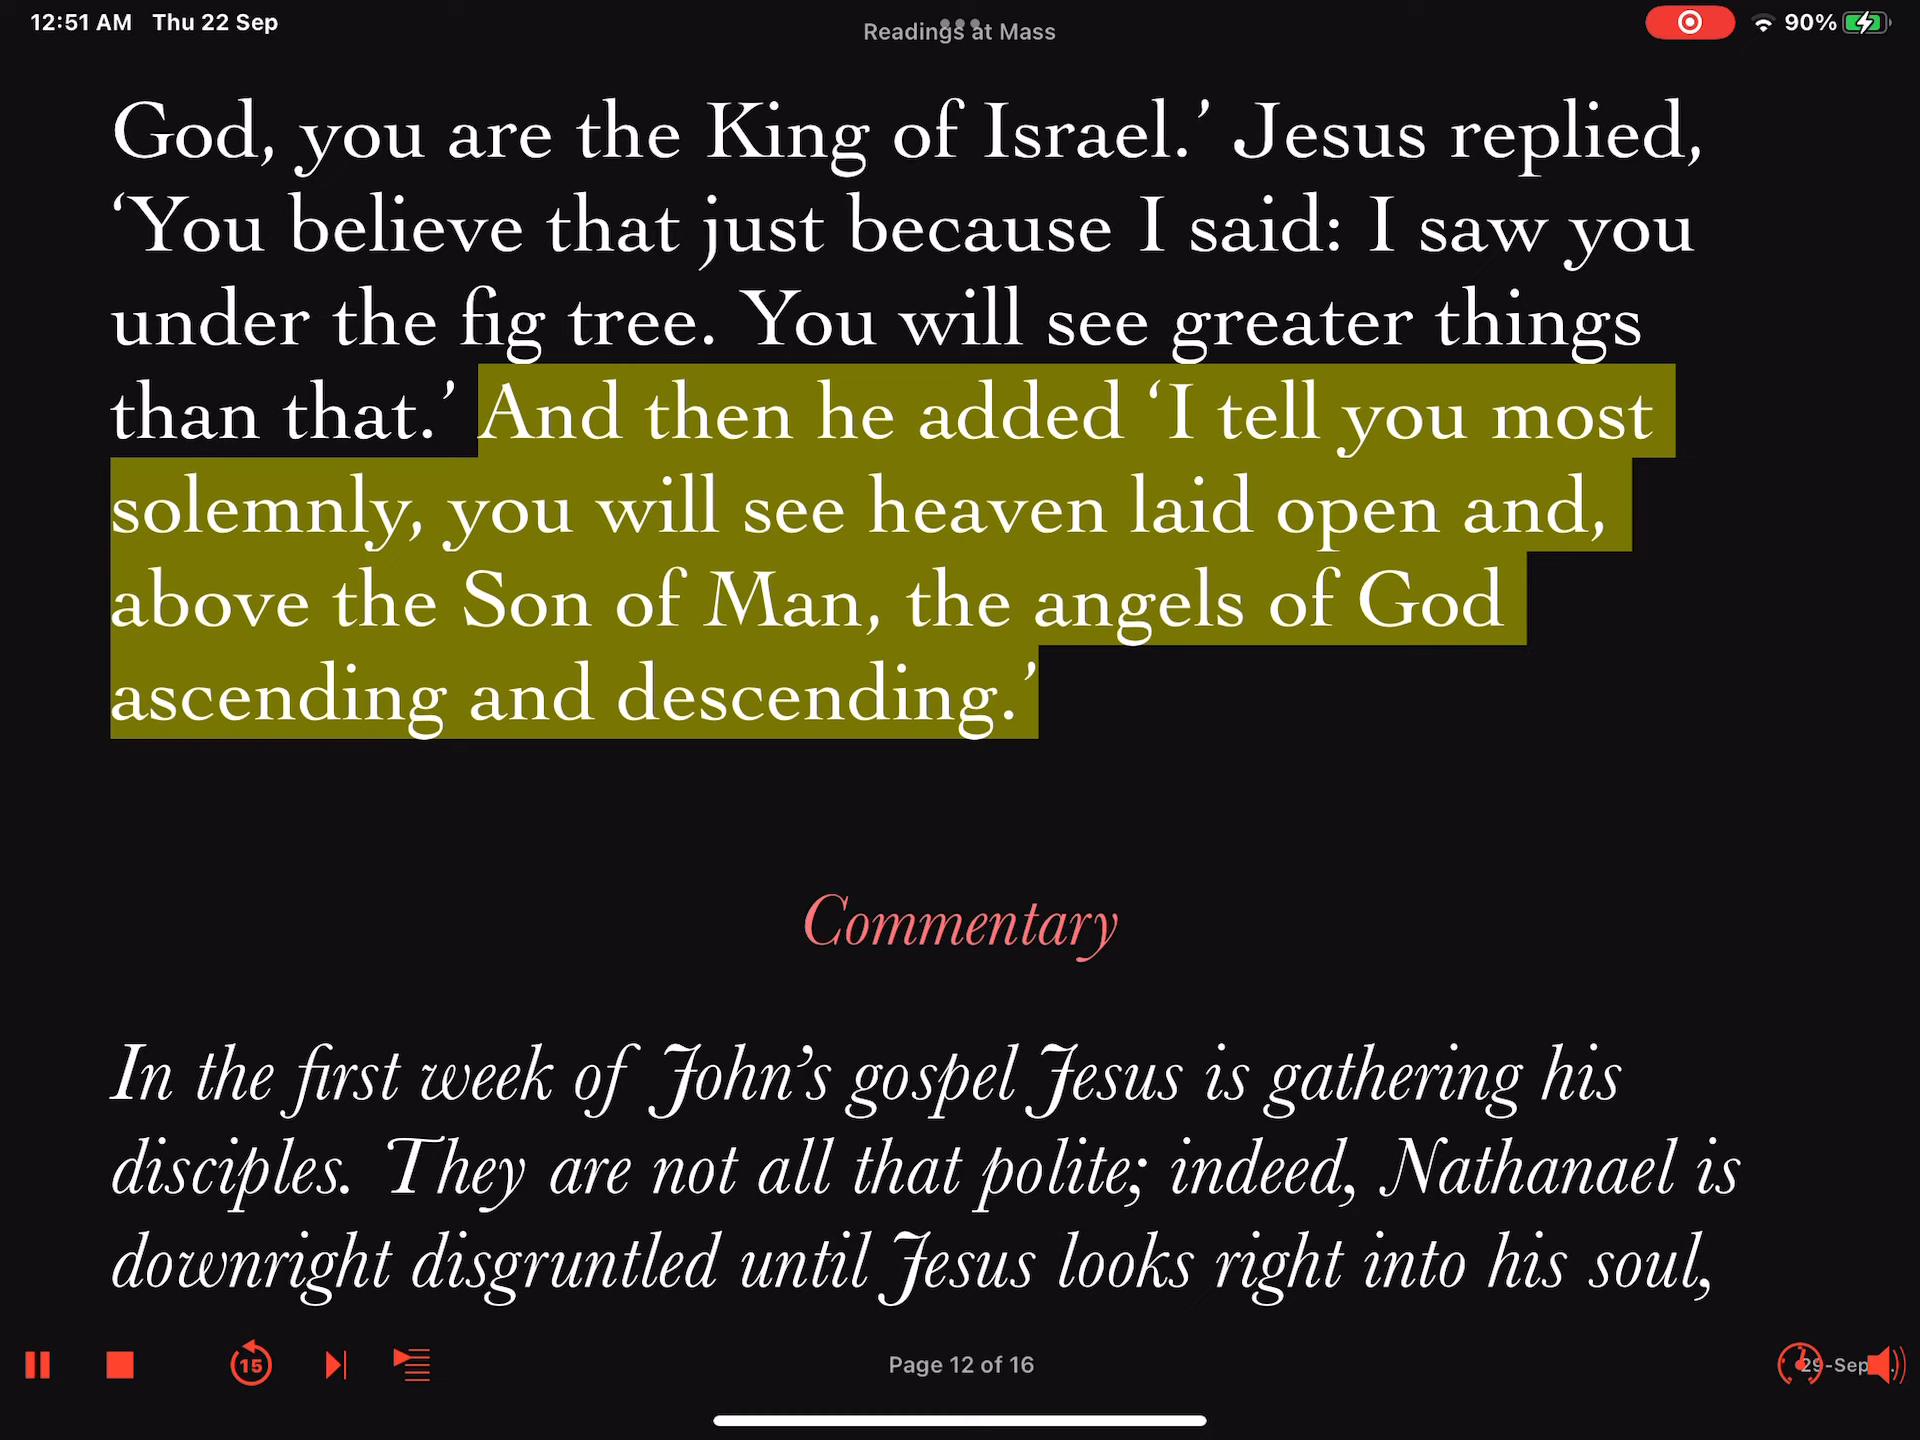 12:51 AM Thu 22 Sep
Readings at Mass
90%
God, you are the King of Israel.’ Jesus replied,
‘You believe that just because I said: I saw you
under the fig tree. You will see greater things
than that.’ And then he added ‘I tell you most
solemnly, you will see heaven laid open and,
above the Son of Man, the angels of God
ascending and descending.’
Commentary
In the first week of John’s gospel Jesus is gathering his
disciples. They are not all that polite; indeed, Nathanael is
downright disgruntled until Jesus looks right into his soul,
15
Page 12 of 16
29-Sep